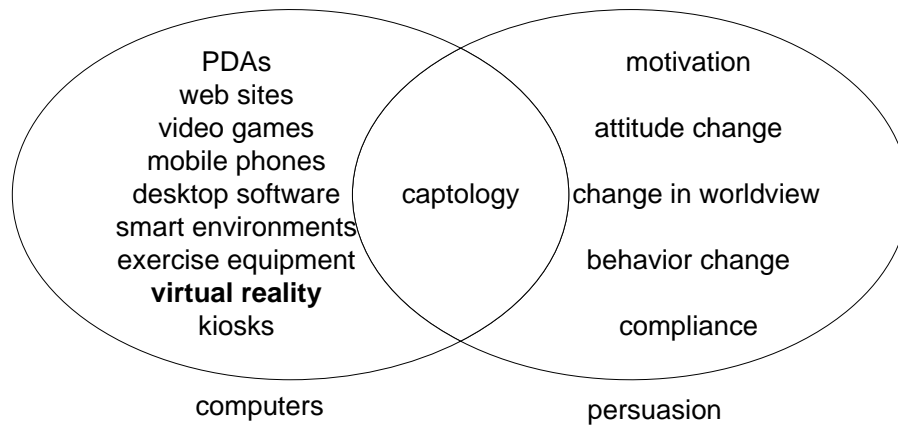 PDAs
web sites
video games
mobile phones
desktop software
smart environments
exercise equipment
virtual reality
kiosks
captology
motivation
attitude change
change in worldview
behavior change
compliance
computers
persuasion